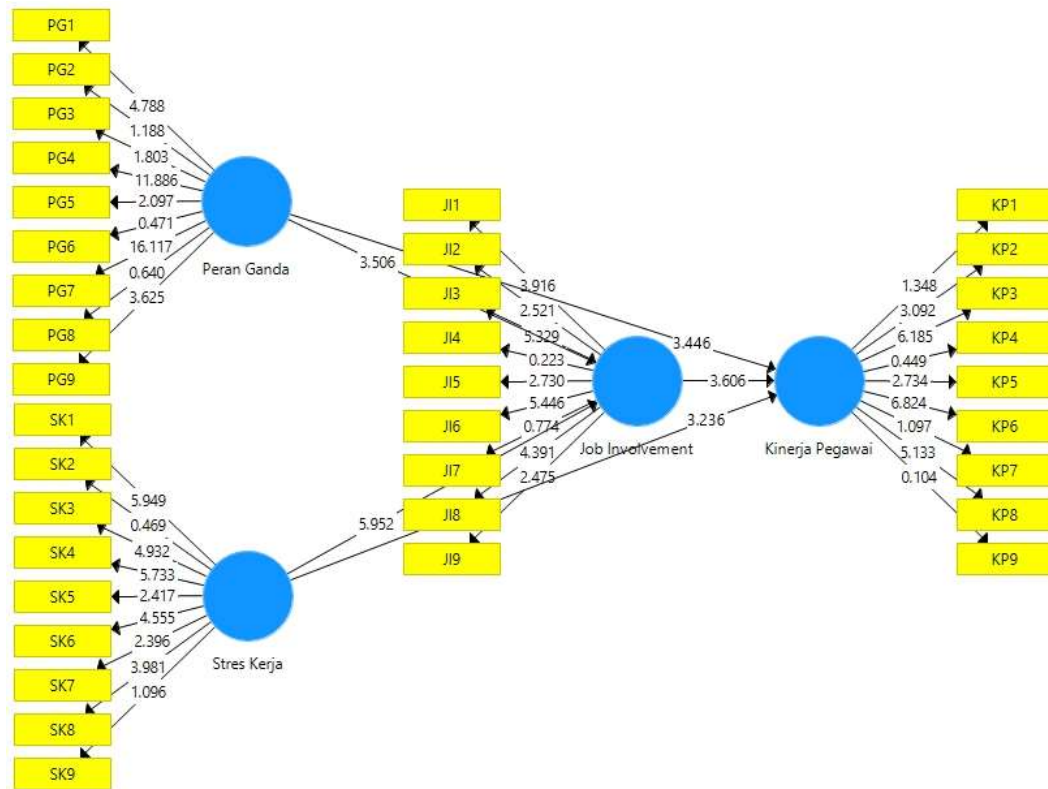 PG1
PG2
PG3
PG4
PG5
PG6
PG7
PG8
PG9
4.788
1.188
1.803
11.886
2.097
0.471
16.117
0.640
3.625
Peran Ganda
SK1
SK2
SK3
SK4
SK5
SK6
SK7
SK8
SK9
5.949
0.469
4.932
5.733
2.417
4.555
2.396
3.981
1.096
Stres Kerja
3.506
5.952
JI1
JI2
JI3
JI4
JI5
JI6
JI7
JI8
JI9
3.916
2.521
5.329
0.223
2.730
5.446
0.774
4.391
2.475
Job Involvement
3.446
3.606
3.236
Kinerja Pegawai
1.348
3.092
6.185
0.449
2.734
6.824
1.097
5.133
0.104
KP1
KP2
KP3
KP4
KP5
KP6
KP7
KP8
KP9